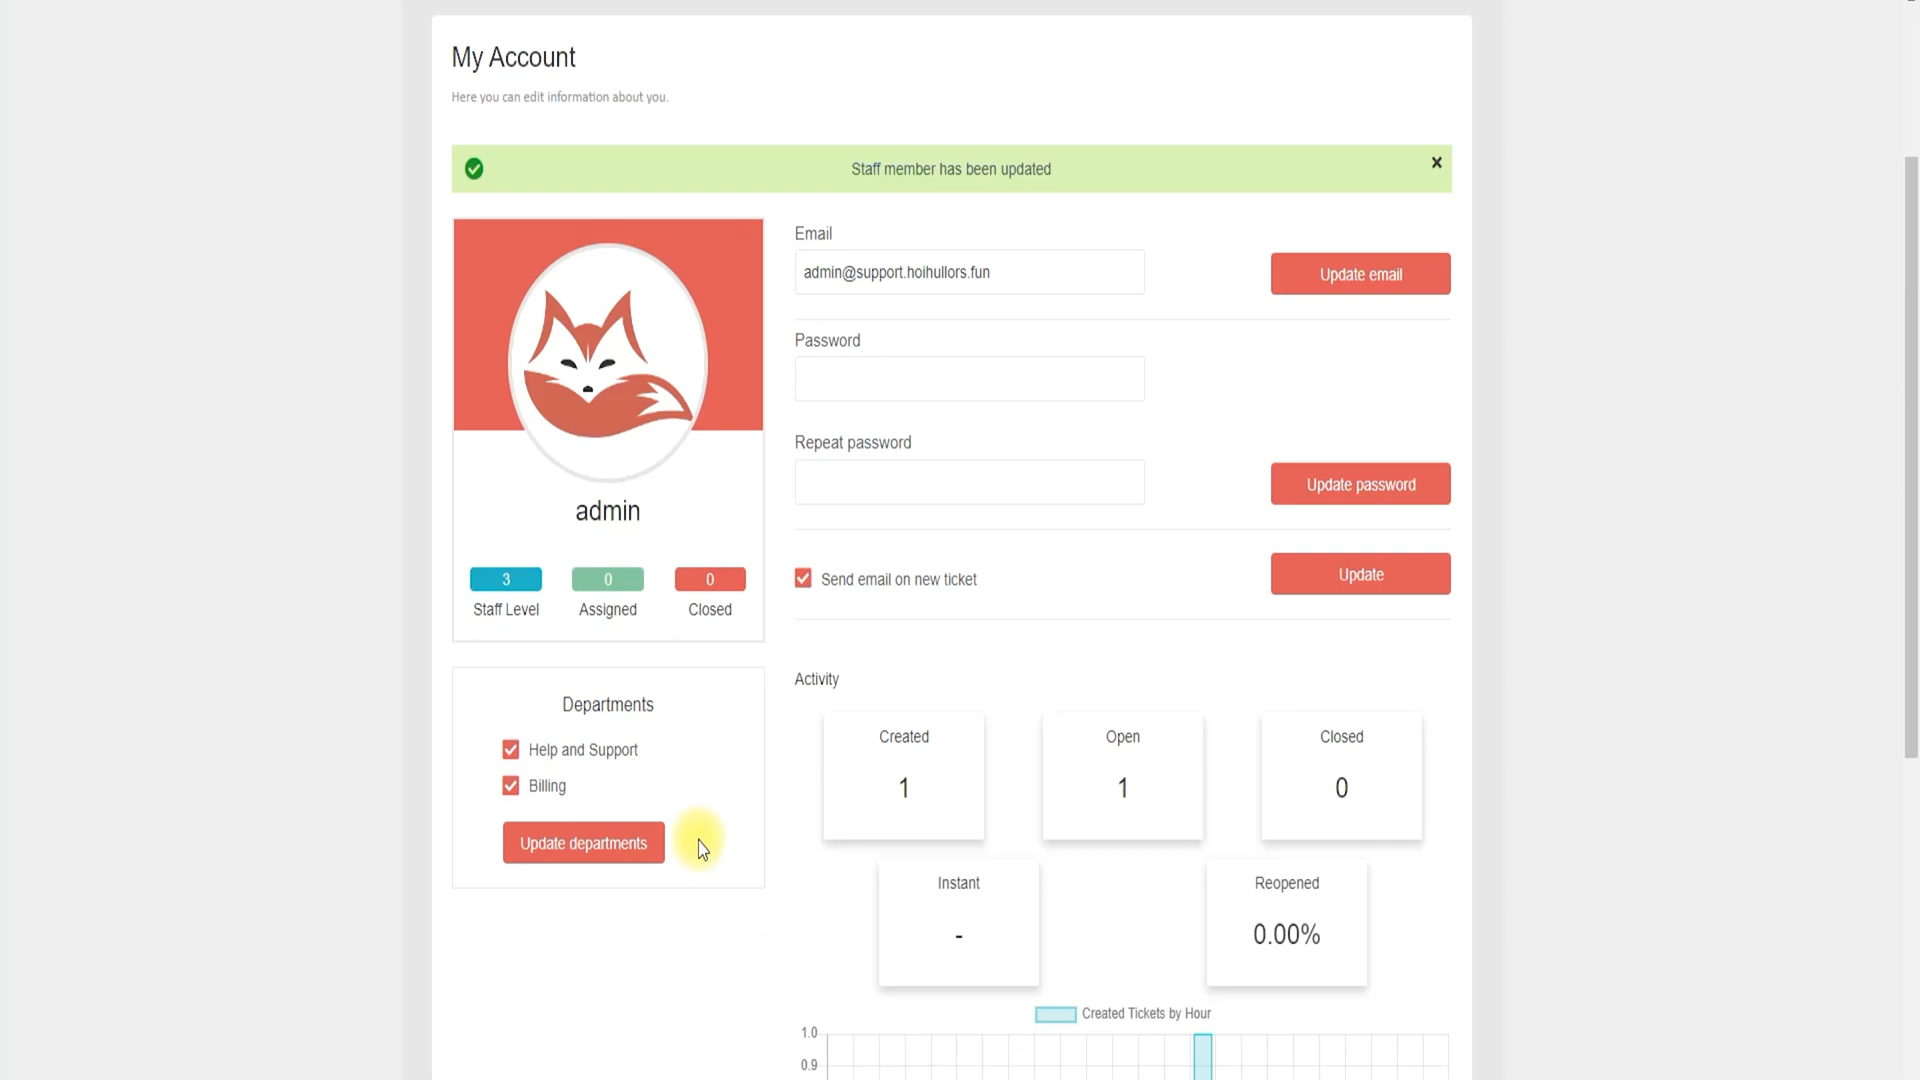 My Account
Here you can edit information about you.
Staff member has been updated
Email
admin@support.hoihullors.fun
Update email
Password
Repeat password
Update password
admin
3
0
0
Staff Level
Assigned
Closed
Send email on new ticket
Update
Departments
Help and Support
Billing
Update departments
Activity
Created
1
Open
1
Closed
0
Instant
-
Reopened
0.00%
Created Tickets by Hour
1.0
0.9